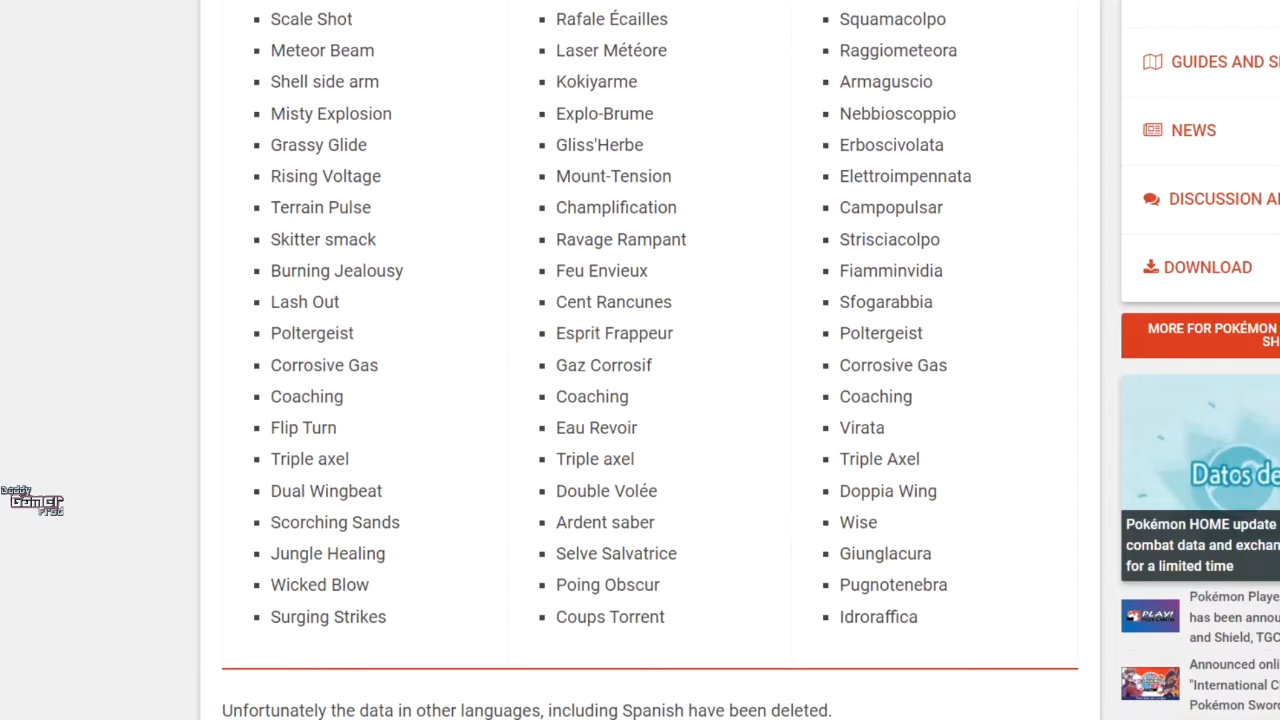 Scale Shot
Meteor Beam
Shell side arm
Misty Explosion
Grassy Glide
Rising Voltage
Terrain Pulse
Skitter smack
Burning Jealousy
Lash Out
Poltergeist
Corrosive Gas
Coaching
Flip Turn
Triple axel
Dual Wingbeat
Scorching Sands
Jungle Healing
Wicked Blow
Surging Strikes
Rafale Écailles
Laser Météore
Kokiyarme
Explo-Brume
Gliss'Herbe
Mount-Tension
Champlification
Ravage Rampant
Feu Envieux
Cent Rancunes
Esprit Frappeur
Gaz Corrosif
Coaching
Eau Revoir
Triple axel
Double Volée
Ardent saber
Selve Salvatrice
Poing Obscur
Coups Torrent
Squamacolpo
Raggiometeora
Armaguscio
Nebbioscoppio
Erboscivolata
Elettroimpennata
Campopulsar
Strisciacolpo
Fiamminvidia
Sfogarabbia
Poltergeist
Corrosive Gas
Coaching
Virata
Triple Axel
Doppia Wing
Wise
Giunglacura
Pugnotenebra
Idroraffica
Unfortunately the data in other languages, including Spanish have been deleted.
GUIDES AND S
NEWS
DISCUSSION A
DOWNLOAD
MORE FOR POKÉMON
SH
Datos de
Pokémon HOME update
combat data and exchan
for a limited time
PLAY!
Pokémon Playe
has been annou
and Shield, TGC
Announced onli
"International C
Pokémon Sword
Daddy
Gamer
Fred